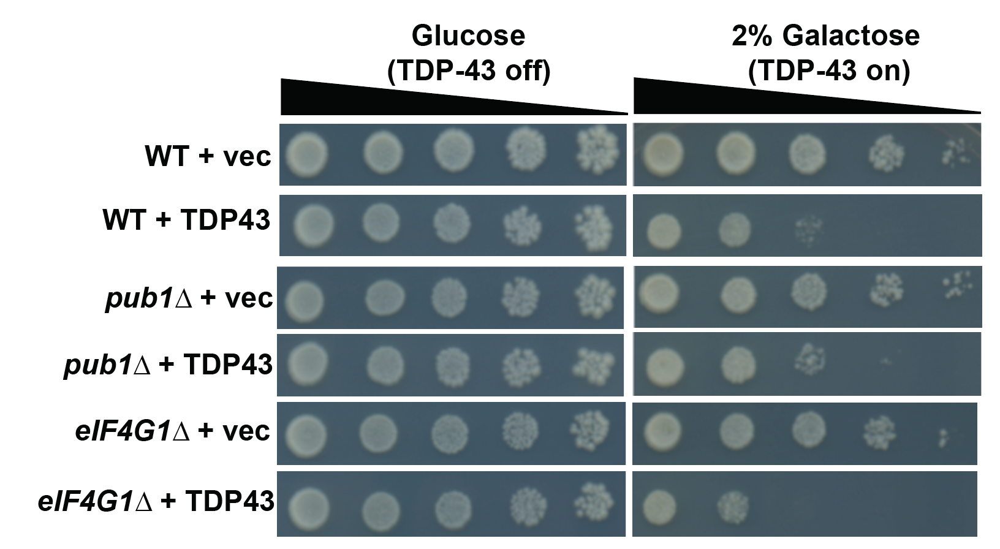 Glucose
(TDP-43 off)
2% Galactose
(TDP-43 on)
WT + vec
WT + TDP43
pub1Δ + vec
pub1Δ + TDP43
eIF4G1Δ + vec
eIF4G1Δ + TDP43